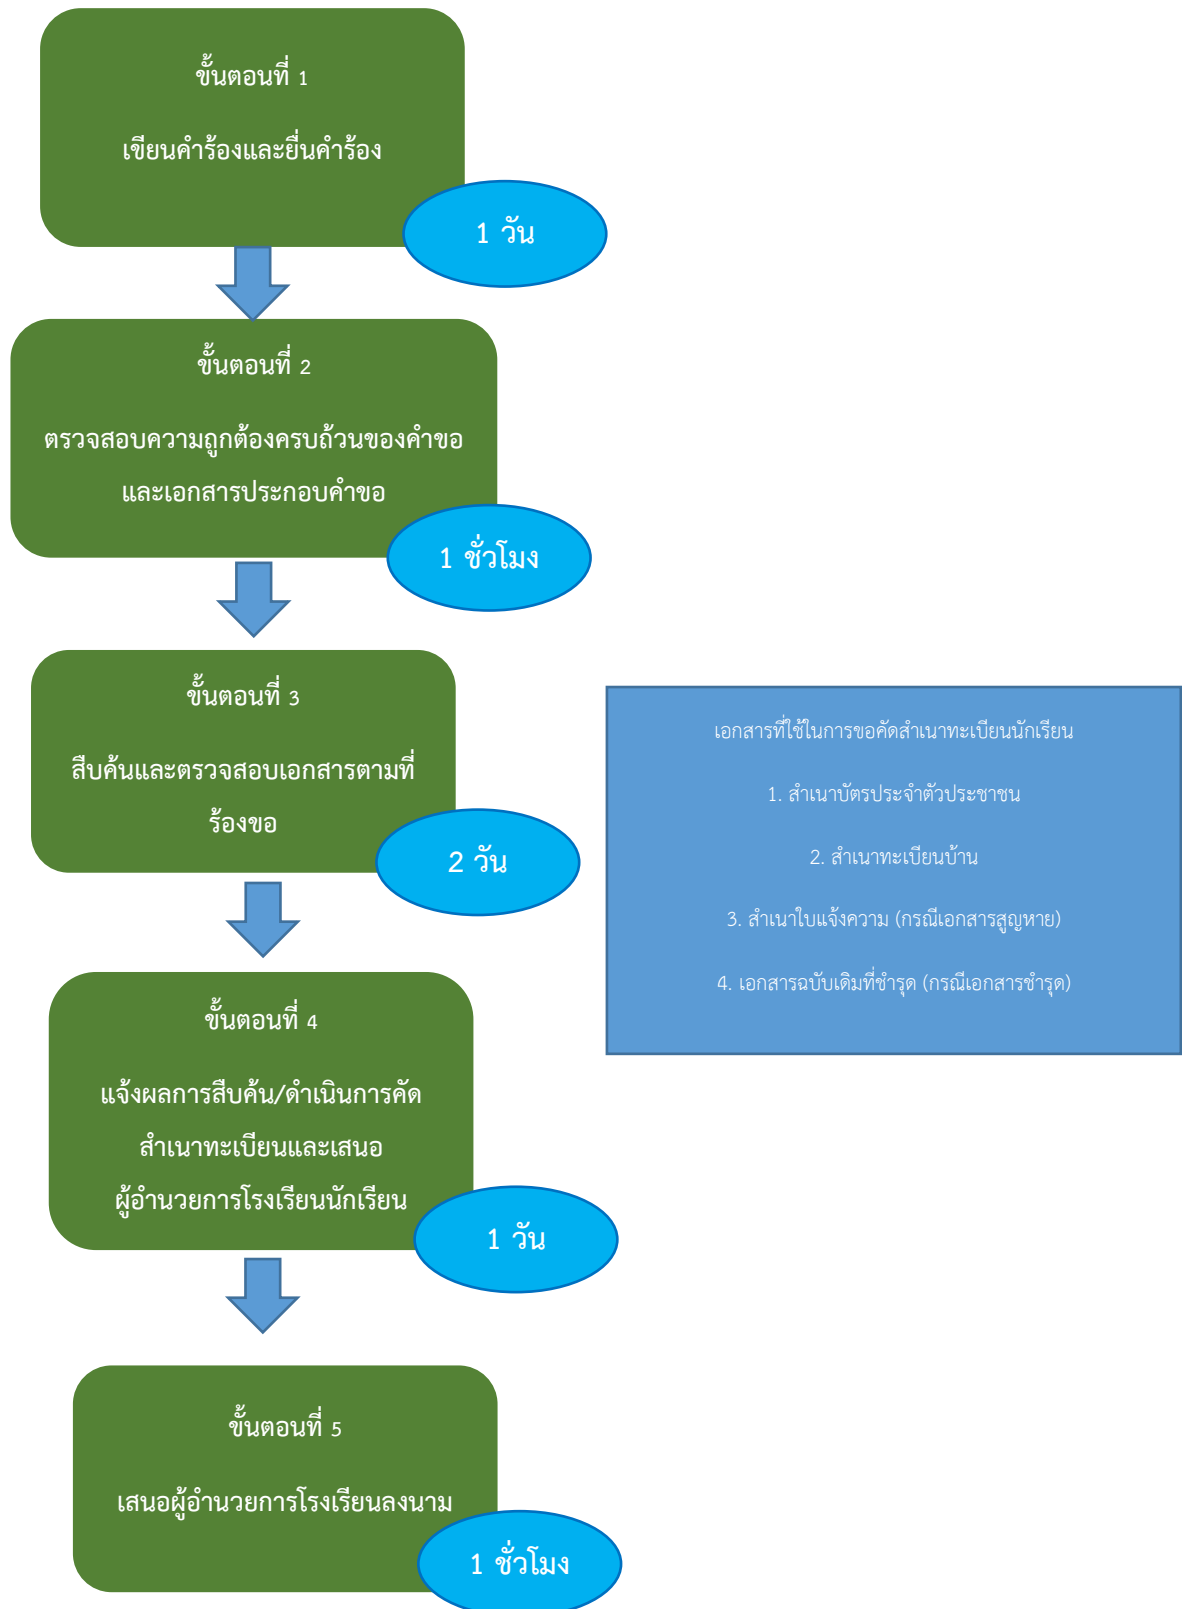 ขั้นตอนที่ 1
เขียนคำร้องและยื่นคำร้อง
1 วัน
ขั้นตอนที่ 2
ตรวจสอบความถูกต้องครบถ้วนของคำขอ
และเอกสารประกอบคำขอ
1 ชั่วโมง
ขั้นตอนที่ 3
สืบค้นและตรวจสอบเอกสารตามที่
ร้องขอ
2 วัน
เอกสารที่ใช้ในการขอคัดสำเนาทะเบียนนักเรียน
1. สำเนาบัตรประจำตัวประชาชน
2. สำเนาทะเบียนบ้าน
3. สำเนาใบแจ้งความ (กรณีเอกสารสูญหาย)
4. เอกสารฉบับเดิมที่ชำรุด (กรณีเอกสารชำรุด)
ขั้นตอนที่ 4
แจ้งผลการสืบค้น/ดำเนินการคัด
สำเนาทะเบียนและเสนอ
ผู้อำนวยการโรงเรียนนักเรียน
1 วัน
ขั้นตอนที่ 5
เสนอผู้อำนวยการโรงเรียนลงนาม
1 ชั่วโมง